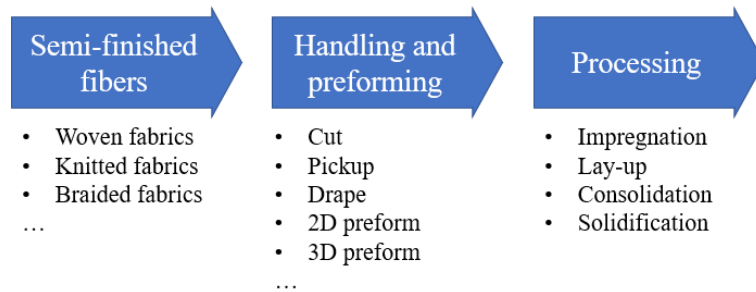 Semi-finished
fibers
• Woven fabrics
• Knitted fabrics
• Braided fabrics
…
Handling and
preforming
• Cut
• Pickup
• Drape
• 2D preform
• 3D preform
…
Processing
• Impregnation
• Lay-up
• Consolidation
• Solidification